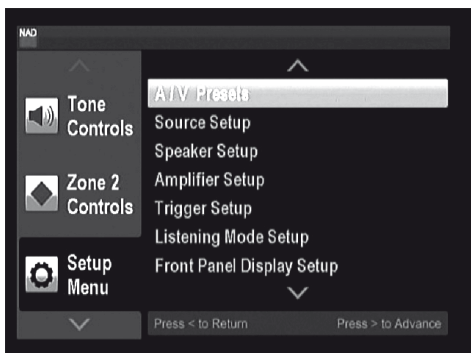 NAD
Tone
Controls
Zone 2
Controls
Setup
Menu
A/V Presets
Source Setup
Speaker Setup
Amplifier Setup
Trigger Setup
Listening Mode Setup
Front Panel Display Setup
Press < to Return
Press > to Advance